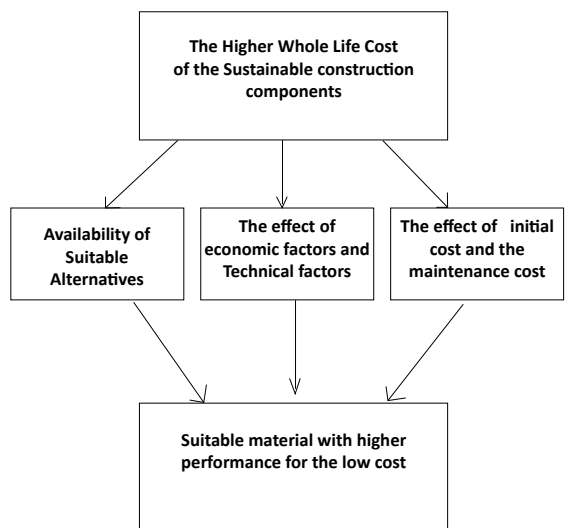 The Higher Whole Life Cost
of the Sustainable construction
components
Availability of
Suitable
Alternatives
The effect of
economic factors and
Technical factors
The effect of initial
cost and the
maintenance cost
Suitable material with higher
performance for the low cost